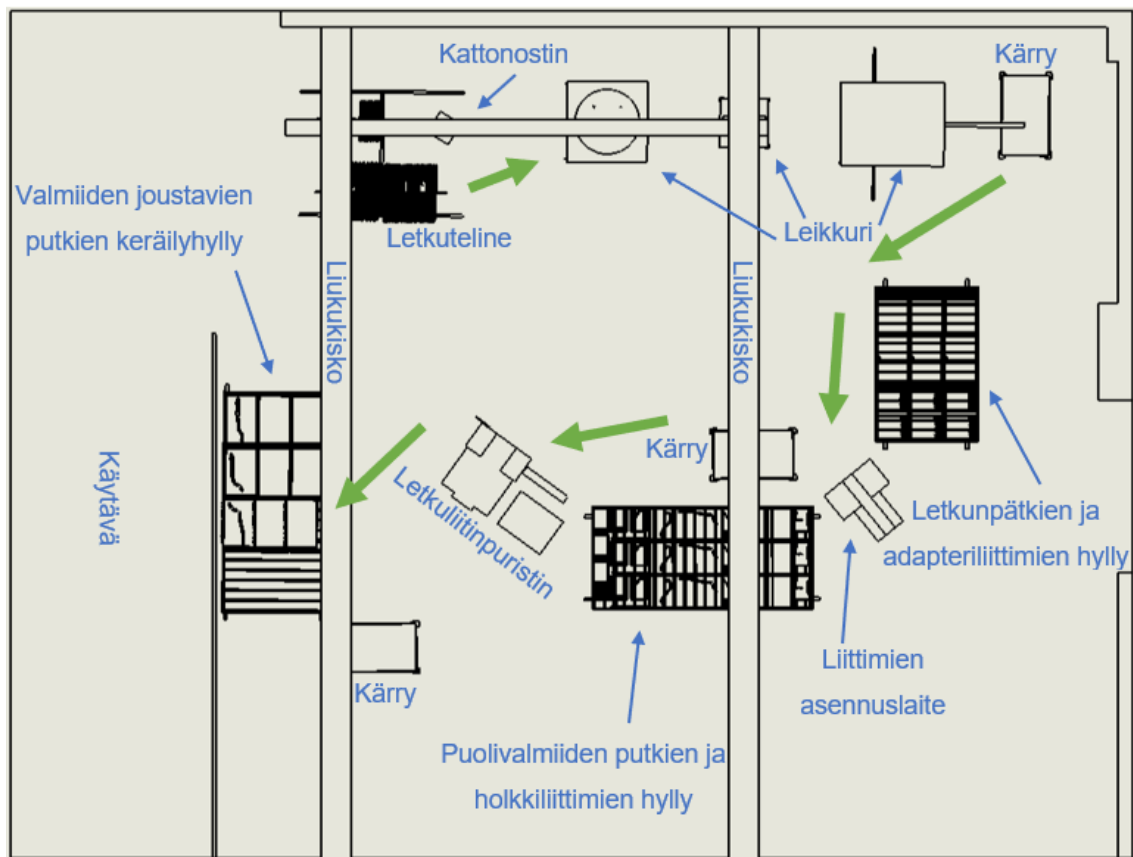 Kattonostin
Kärry
Valmiiden joustavien
putkien keräilyhylly
Letkuteline
Leikkuri
Liukukisko
Liukukisko
Käytävä
Kärry
Letkuliitinpuristin
Letkunpätkien ja
adapteriliittimien hylly
Liittimien
asennuslaite
Kärry
Puolivalmiiden putkien ja
holkkiliittimien hylly